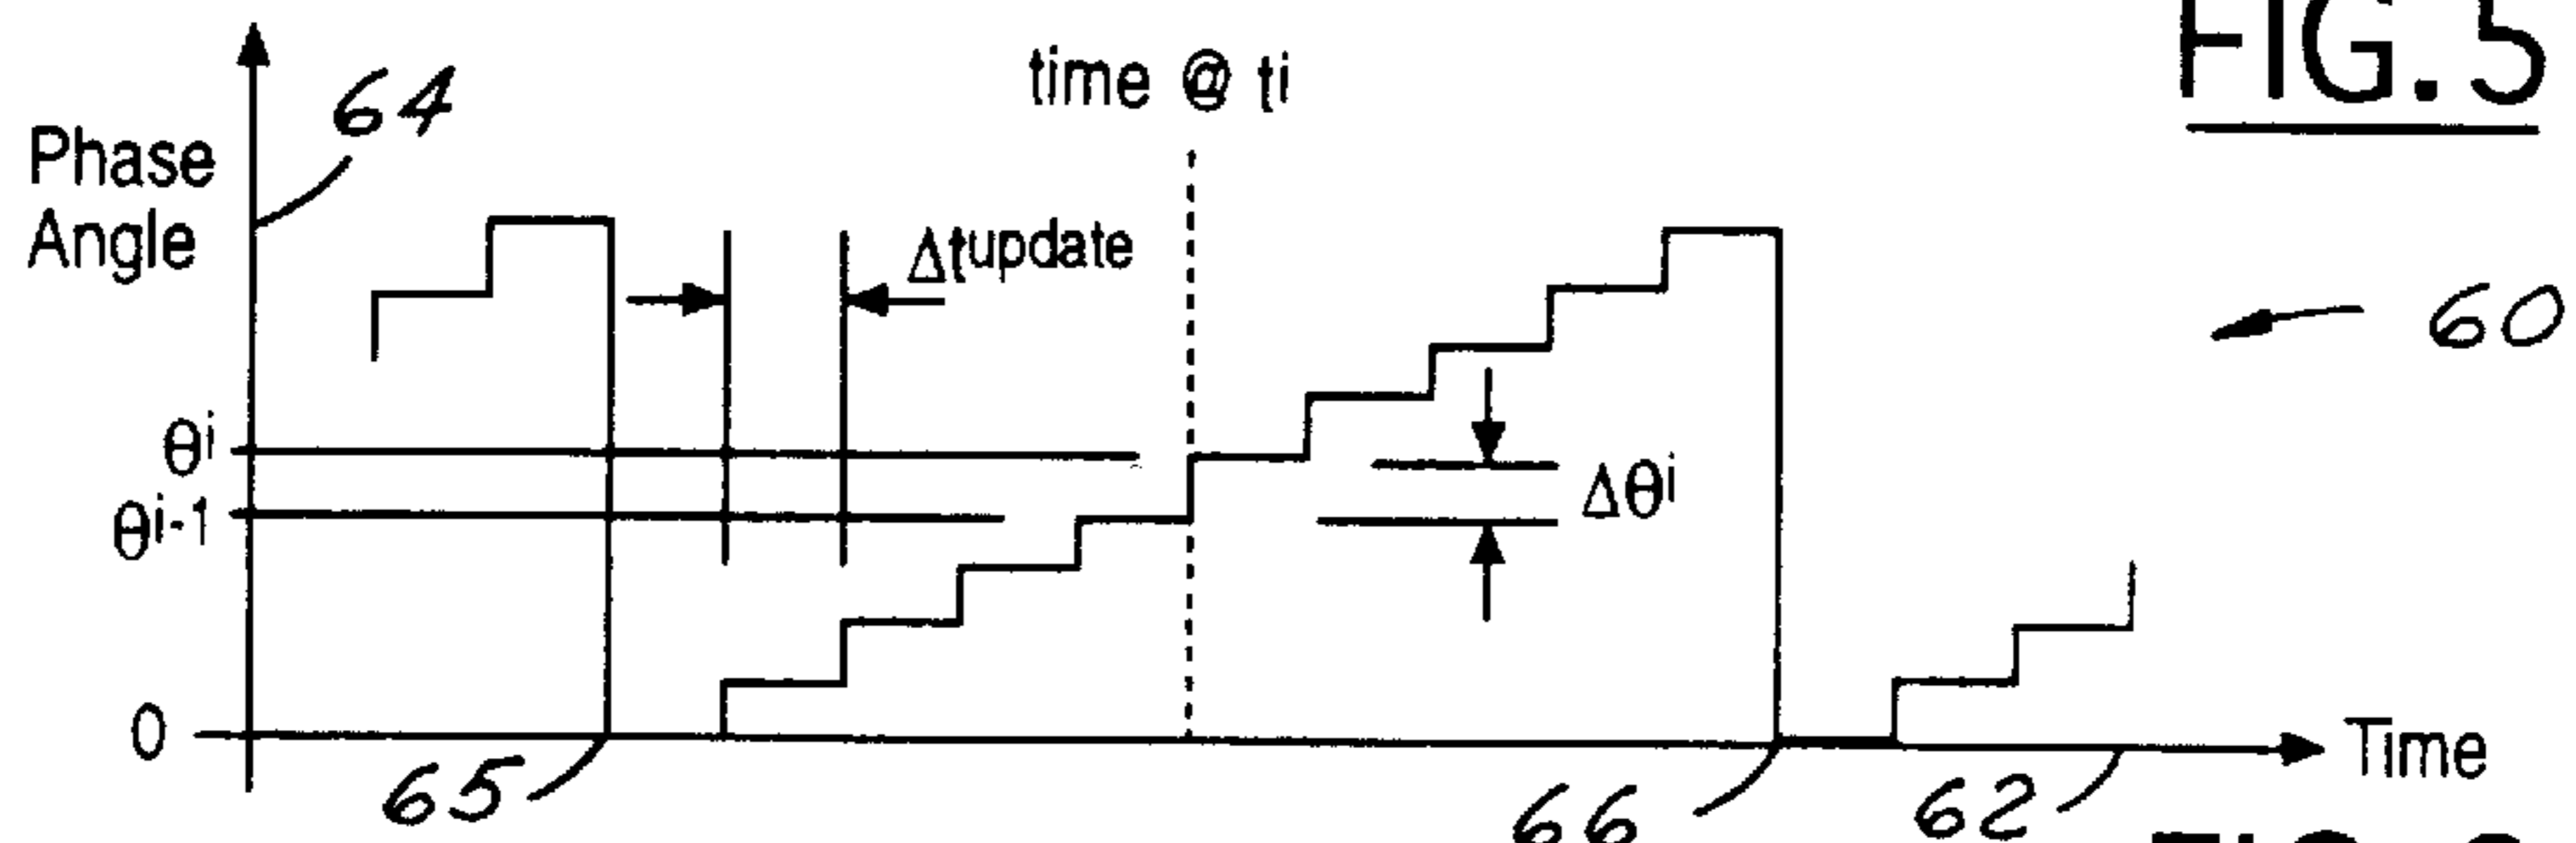 FIG. 5
64
time @ ti
Phase
Angle
Δtupdate
60
θi
θi-1
Δθi
0
Time
65
66
62